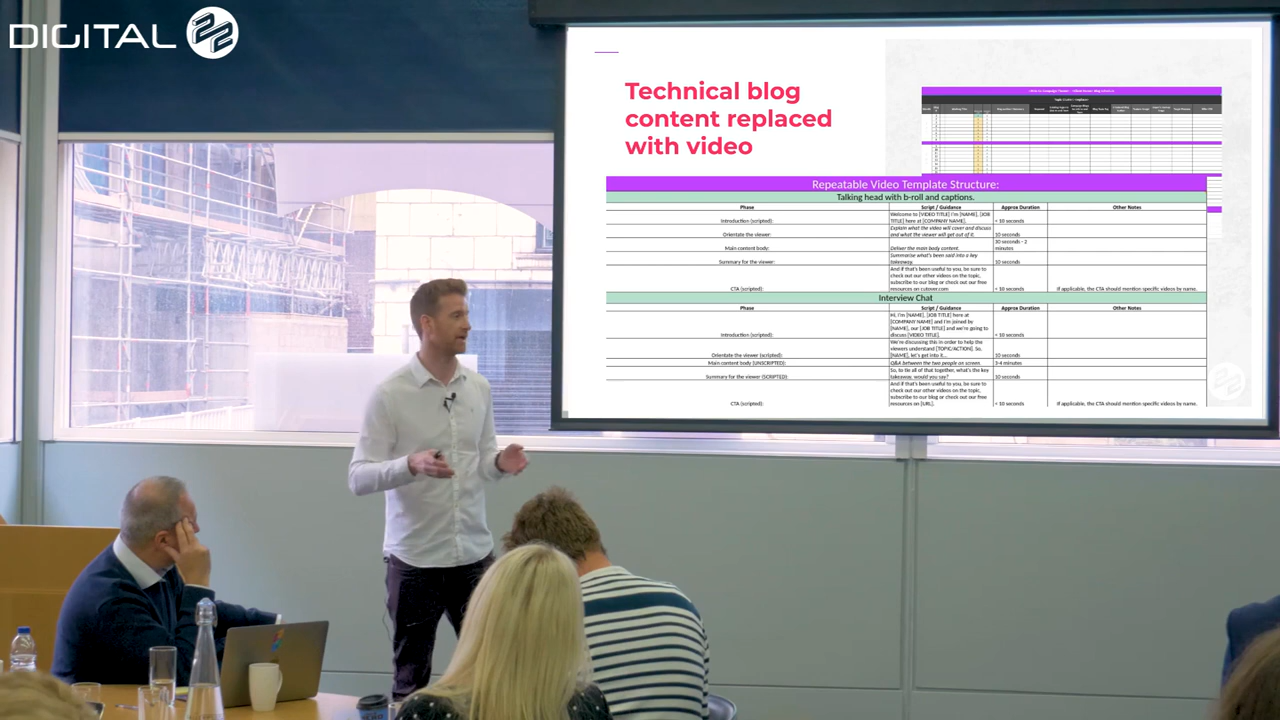 DIGITAL 22
Technical blog
content replaced
with video
Repeatable Video Template Structure:
Talking head with b-roll and captions.
Phase Script / Guidance Approx Duration Other Notes
Welcome to [VIDEO TITLE] I'm [NAME], [JOB
Introduction (scripted): TITLE] here at [COMPANY NAME]. < 10 seconds
Explain what the video will cover and discuss
Orientate the viewer: and what the viewer will get out of it. 10 seconds
30 seconds - 2
Main content body: Deliver the main body content. minutes
Summarise what's been said into a key
Summary for the viewer: takeaway. 10 seconds
And if that's been useful to you, be sure to
check out our other videos on the topic,
subscribe to our blog or check out our free
CTA (scripted): resources on cutover.com < 10 seconds If applicable, the CTA should mention specific videos by name.
Interview Chat
Phase Script / Guidance Approx Duration Other Notes
Hi, I'm [NAME], [JOB TITLE] here at
[COMPANY NAME] and I'm joined by
[NAME], our [JOB TITLE] and we're going to
Introduction (scripted): discuss [VIDEO TITLE]. < 10 seconds
We're discussing this in order to help the
viewers understand [TOPIC/ACTION]. So,
Orientate the viewer (scripted): [NAME], let's get into it... 10 seconds
Main content body (UNSCRIPTED): Q&A between the two people on screen. 3-4 minutes
So, to tie all of that together, what's the key
Summary for the viewer (SCRIPTED): takeaway, would you say? 10 seconds
And if that's been useful to you, be sure to
check out our other videos on the topic,
subscribe to our blog or check out our free
CTA (scripted): resources on [URL]. < 10 seconds If applicable, the CTA should mention specific videos by name.